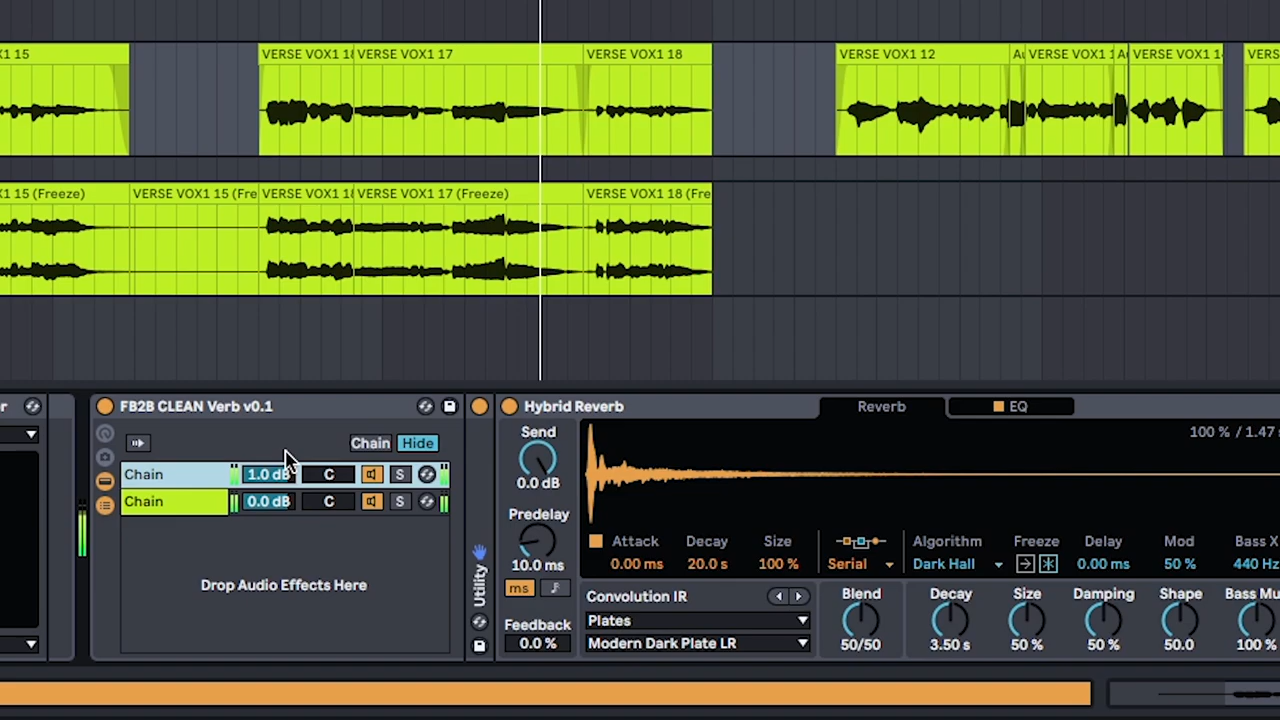 X1 15
VERSE VOX1 18
VERSE VOX1 17
VERSE VOX1 18
VERSE VOX1 12
Au
VERSE VOX1 1
VERSE VOX1 14
VERS
X1 15 (Freeze)
VERSE VOX1 15 (Fre
VERSE VOX1 18
VERSE VOX1 17 (Freeze)
VERSE VOX1 18 (Fre
FB2B CLEAN Verb v0.1
Chain Hide
Chain 1.0 dB C S
Chain 0.0 dB C S
Drop Audio Effects Here
Utility
Hybrid Reverb
Reverb
EQ
Send
0.0 dB
Predelay
10.0 ms
ms
Feedback
0.0 %
100 % / 1.47 s
Attack Decay Size Algorithm Freeze Delay Mod Bass X
0.00 ms 20.0 s 100 % Serial Dark Hall 0.00 ms 50 % 440 Hz
Convolution IR
Plates
Modern Dark Plate LR
Blend Decay Size Damping Shape Bass Mu
50/50 3.50 s 50 % 50 % 50.0 100 %